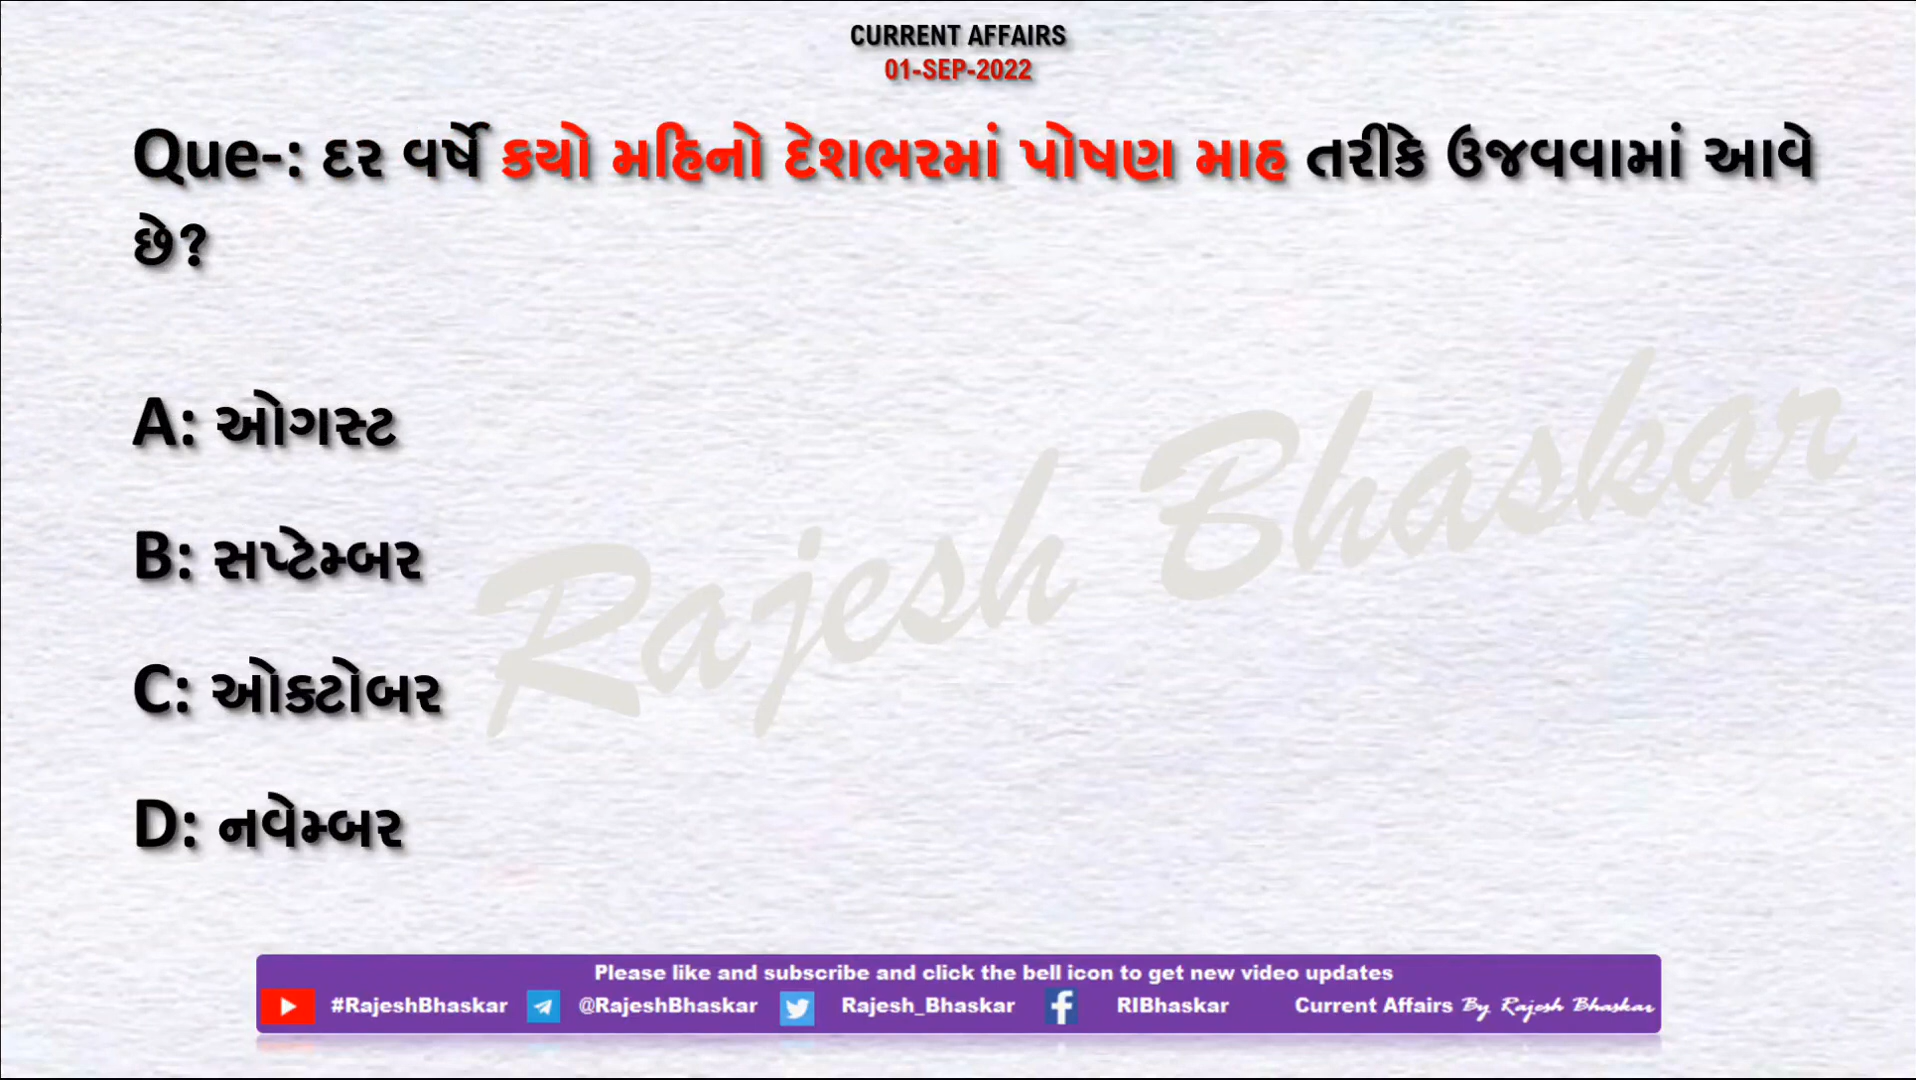 CURRENT AFFAIRS
01-SEP-2022
Que-: દર વર્ષે કયો મહિનો દેશભરમાં પોષણ માહ તરીકે ઉજવવામાં આવે
છે?
A: ઓગસ્ટ
B: સપ્ટેમ્બર
C: ઓક્ટોબર
D: નવેમ્બર
Rajesh Bhaskar
Please like and subscribe and click the bell icon to get new video updates
#RajeshBhaskar @RajeshBhaskar Rajesh_Bhaskar RIBhaskar Current Affairs By Rajesh Bhaskar